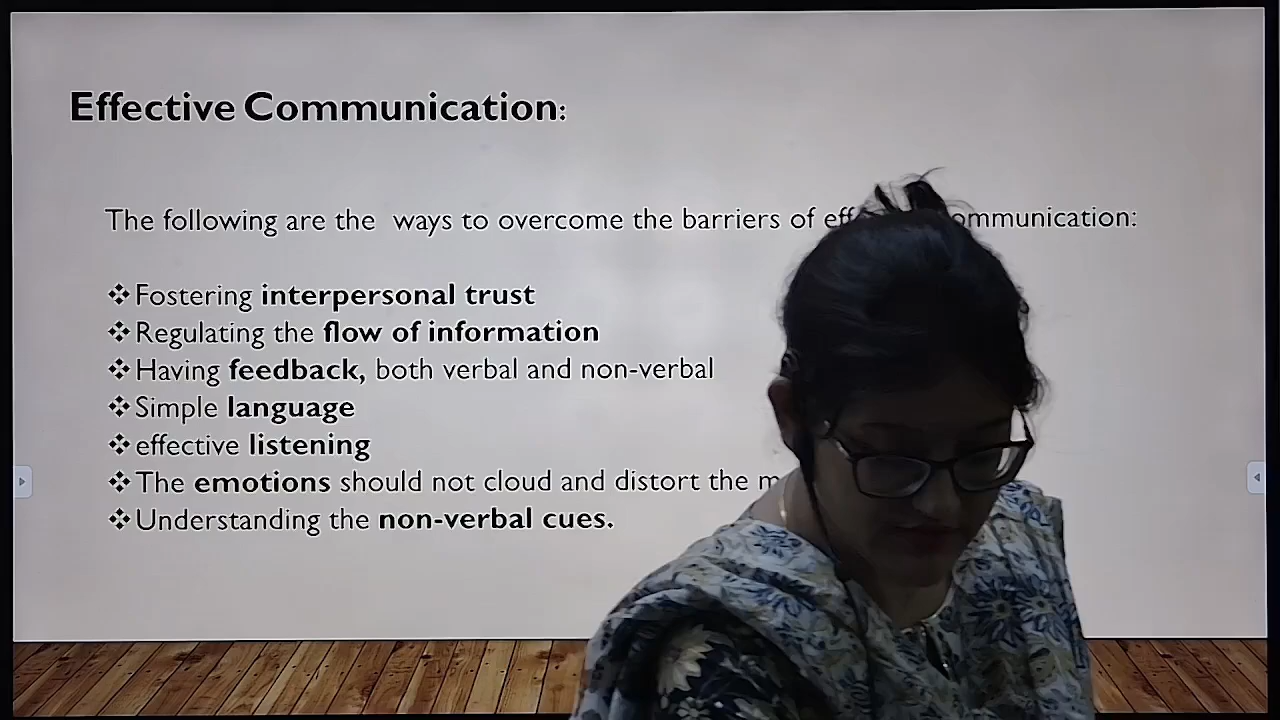 Effective Communication:
The following are the ways to overcome the barriers of communication:
❖Fostering interpersonal trust
❖Regulating the flow of information
❖Having feedback, both verbal and non-verbal
❖Simple language
❖effective listening
❖The emotions should not cloud and distort the
❖Understanding the non-verbal cues.